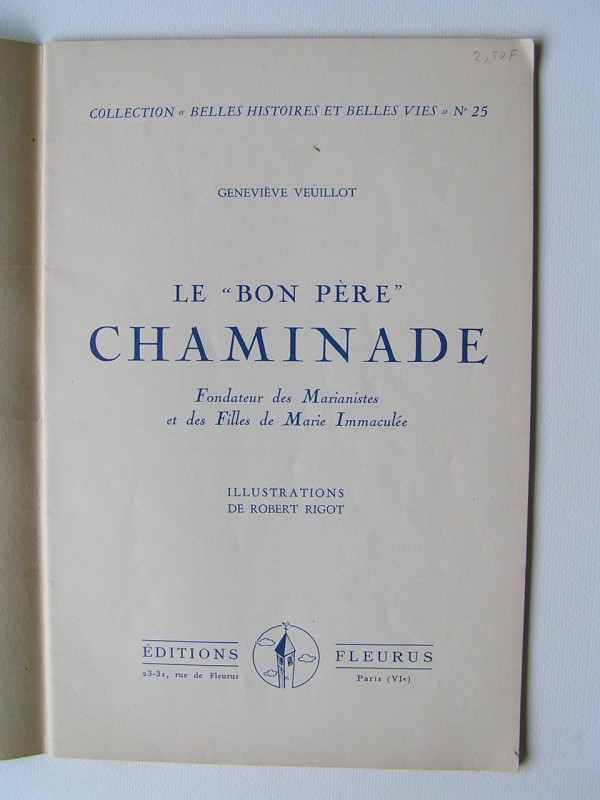 2,50F
COLLECTION « BELLES HISTOIRES ET BELLES VIES » Nº 25
GENEVIÈVE VEUILLOT
LE “BON PÈRE”
CHAMINADE
Fondateur des Marianistes
et des Filles de Marie Immaculée
ILLUSTRATIONS
DE ROBERT RIGOT
ÉDITIONS FLEURUS
23-31, rue de Fleurus Paris (VIe)